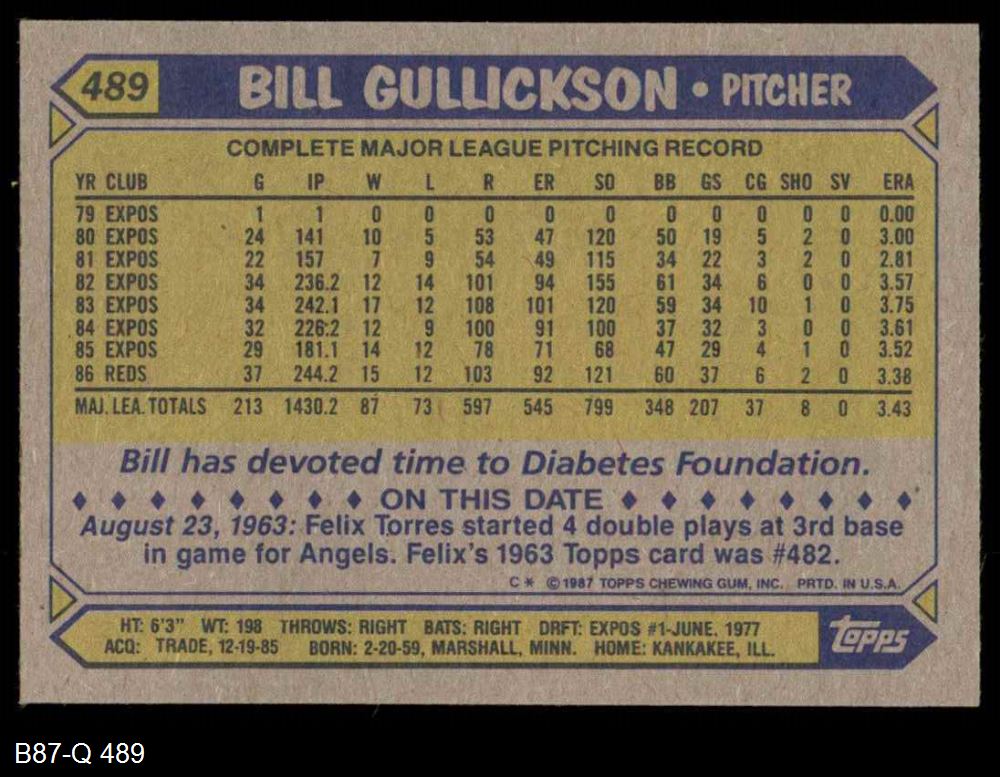 489 BILL GULLICKSON • PITCHER
COMPLETE MAJOR LEAGUE PITCHING RECORD
YR CLUB G IP W L R ER SO BB GS CG SHO SV ERA
79 EXPOS 1 1 0 0 0 0 0 0 0 0 0 0 0.00
80 EXPOS 24 141 10 5 53 47 120 50 19 5 2 0 3.00
81 EXPOS 22 157 7 9 54 49 115 34 22 3 2 0 2.81
82 EXPOS 34 236.2 12 14 101 94 155 61 34 6 0 0 3.57
83 EXPOS 34 242.1 17 12 108 101 120 59 34 10 1 0 3.75
84 EXPOS 32 226.2 12 9 100 91 100 37 32 3 0 0 3.61
85 EXPOS 29 181.1 14 12 78 71 68 47 29 4 1 0 3.52
86 REDS 37 244.2 15 12 103 92 121 60 37 6 2 0 3.38
MAJ. LEA. TOTALS 213 1430.2 87 73 597 545 799 348 207 37 8 0 3.43
Bill has devoted time to Diabetes Foundation.
♦ ♦ ♦ ♦ ♦ ♦ ♦ ♦ ON THIS DATE ♦ ♦ ♦ ♦ ♦ ♦ ♦ ♦
August 23, 1963: Felix Torres started 4 double plays at 3rd base
in game for Angels. Felix's 1963 Topps card was #482.
C* © 1987 TOPPS CHEWING GUM, INC. PRTD. IN U.S.A.
HT: 6'3" WT: 198 THROWS: RIGHT BATS: RIGHT DRFT: EXPOS #1-JUNE, 1977
ACQ: TRADE, 12-19-85 BORN: 2-20-59, MARSHALL, MINN. HOME: KANKAKEE, ILL.
topps
B87-Q 489